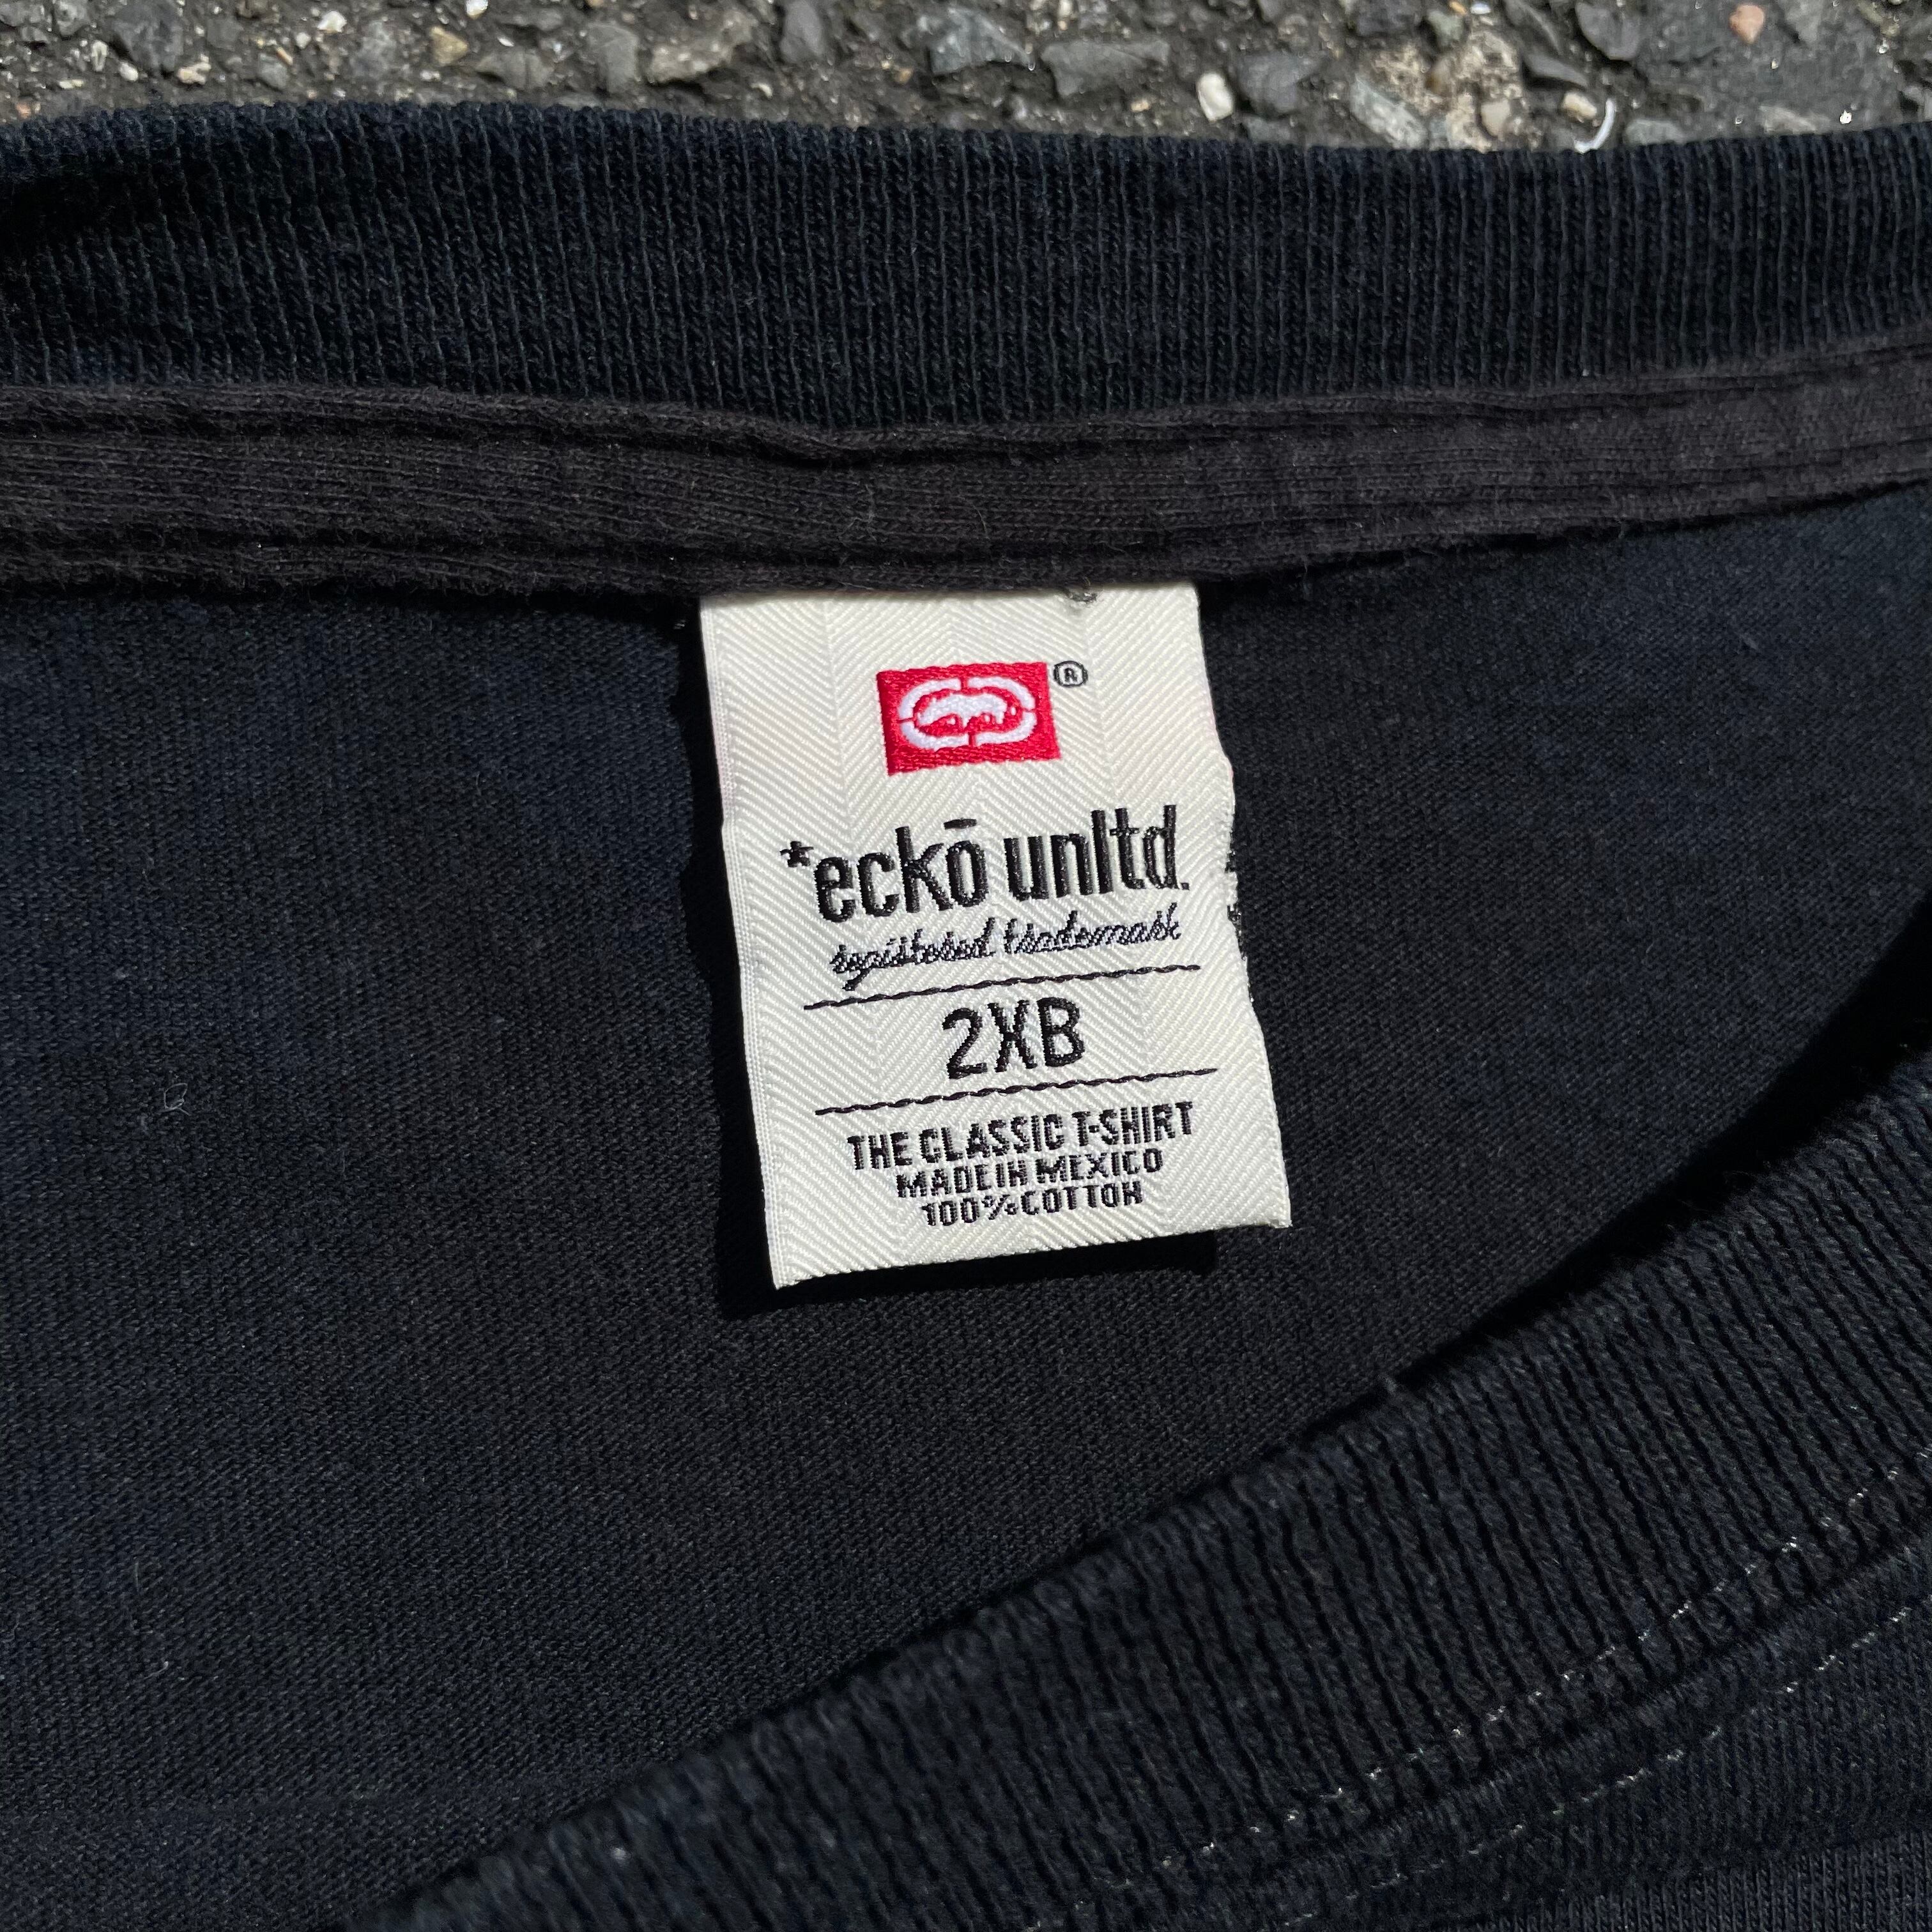 ®
*eckō unltd.
registered trademark
2XB
THE CLASSIC T-SHIRT
MADE IN MEXICO
100% COTTON